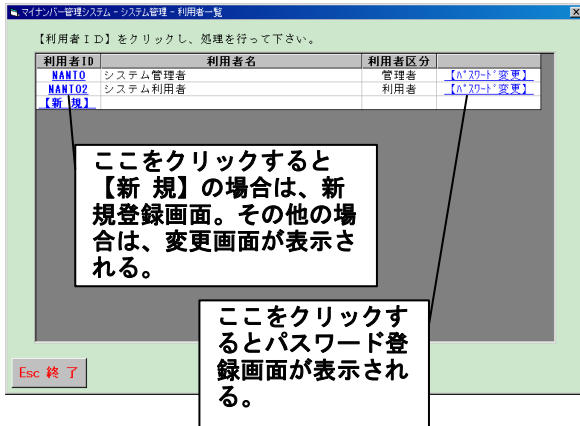 マイナンバー管理システム - システム管理 - 利用者一覧
【利用者ＩＤ】をクリックし、処理を行って下さい。
利用者ID 利用者名 利用者区分
NANTO システム管理者 管理者 【ﾊﾟｽﾜｰﾄﾞ変更】
NANTO2 システム利用者 利用者 【ﾊﾟｽﾜｰﾄﾞ変更】
【新 規】
ここをクリックすると
【新 規】の場合は、新
規登録画面。その他の場
合は、変更画面が表示さ
れる。
ここをクリックす
るとパスワード登
録画面が表示され
る。
Esc 終 了